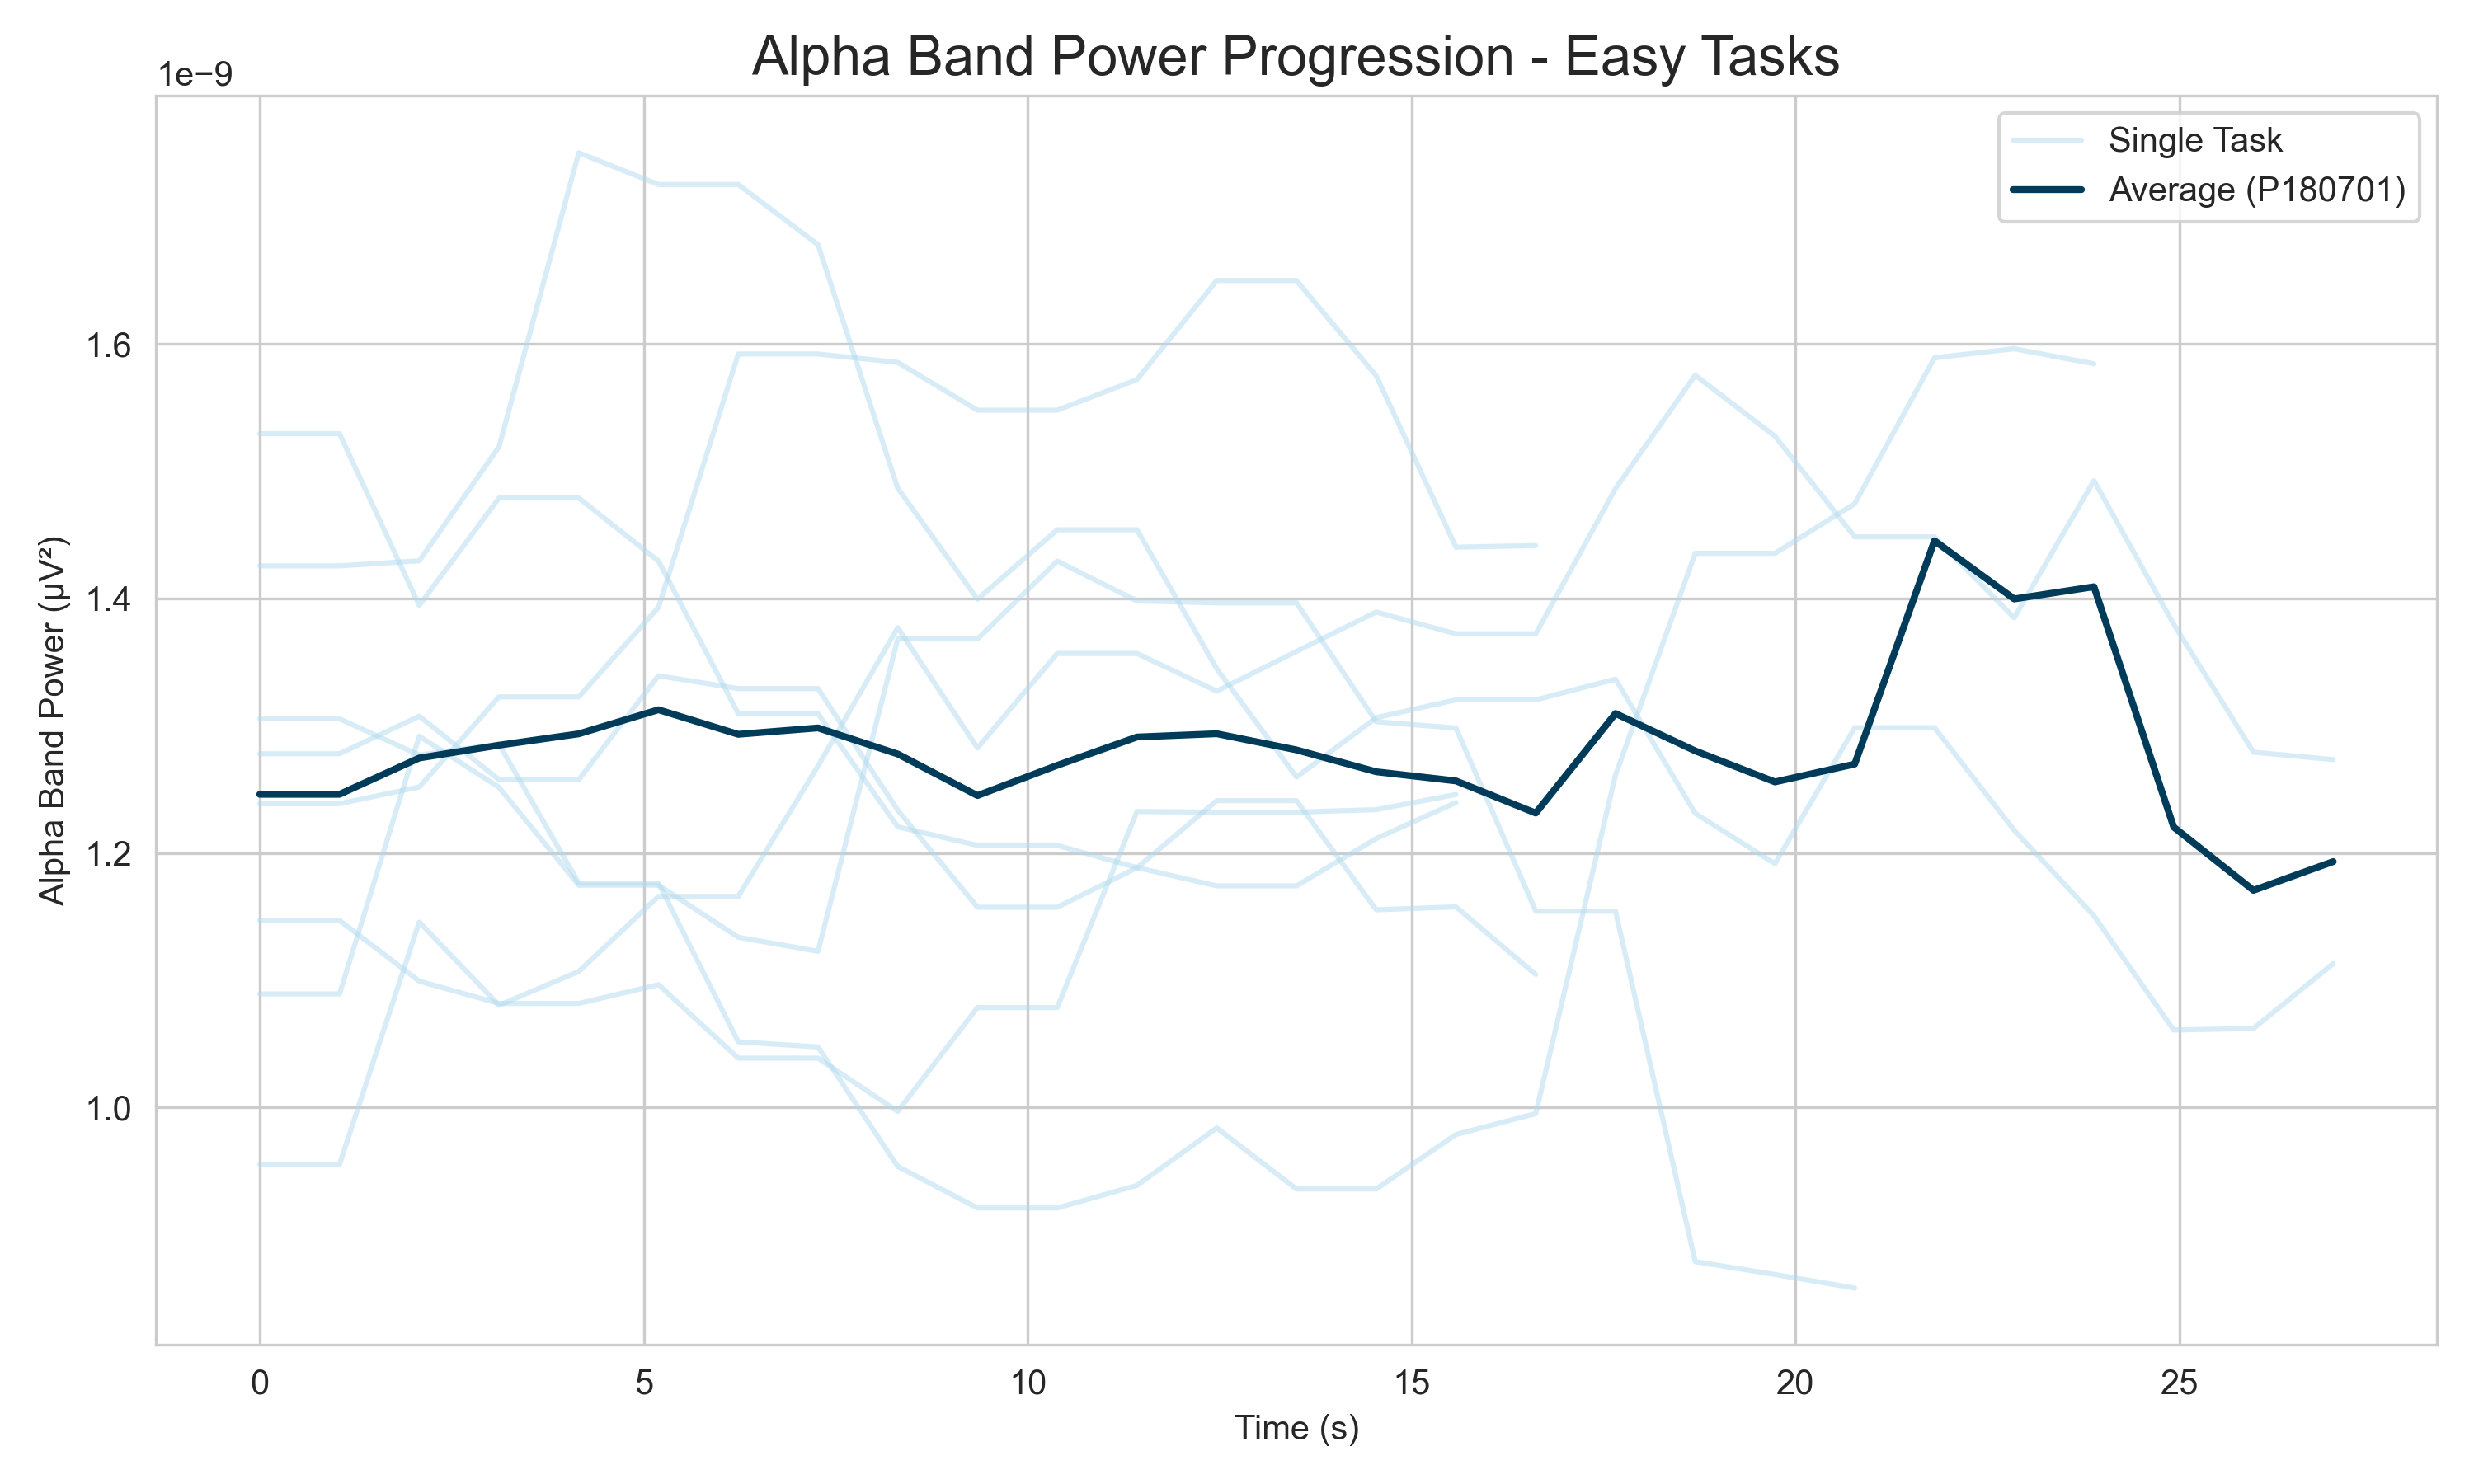 Alpha Band Power Progression - Easy Tasks
1e−9
Single Task
Average (P180701)
Alpha Band Power (µV²)
1.6
1.4
1.2
1.0
0 5 10 15 20 25
Time (s)